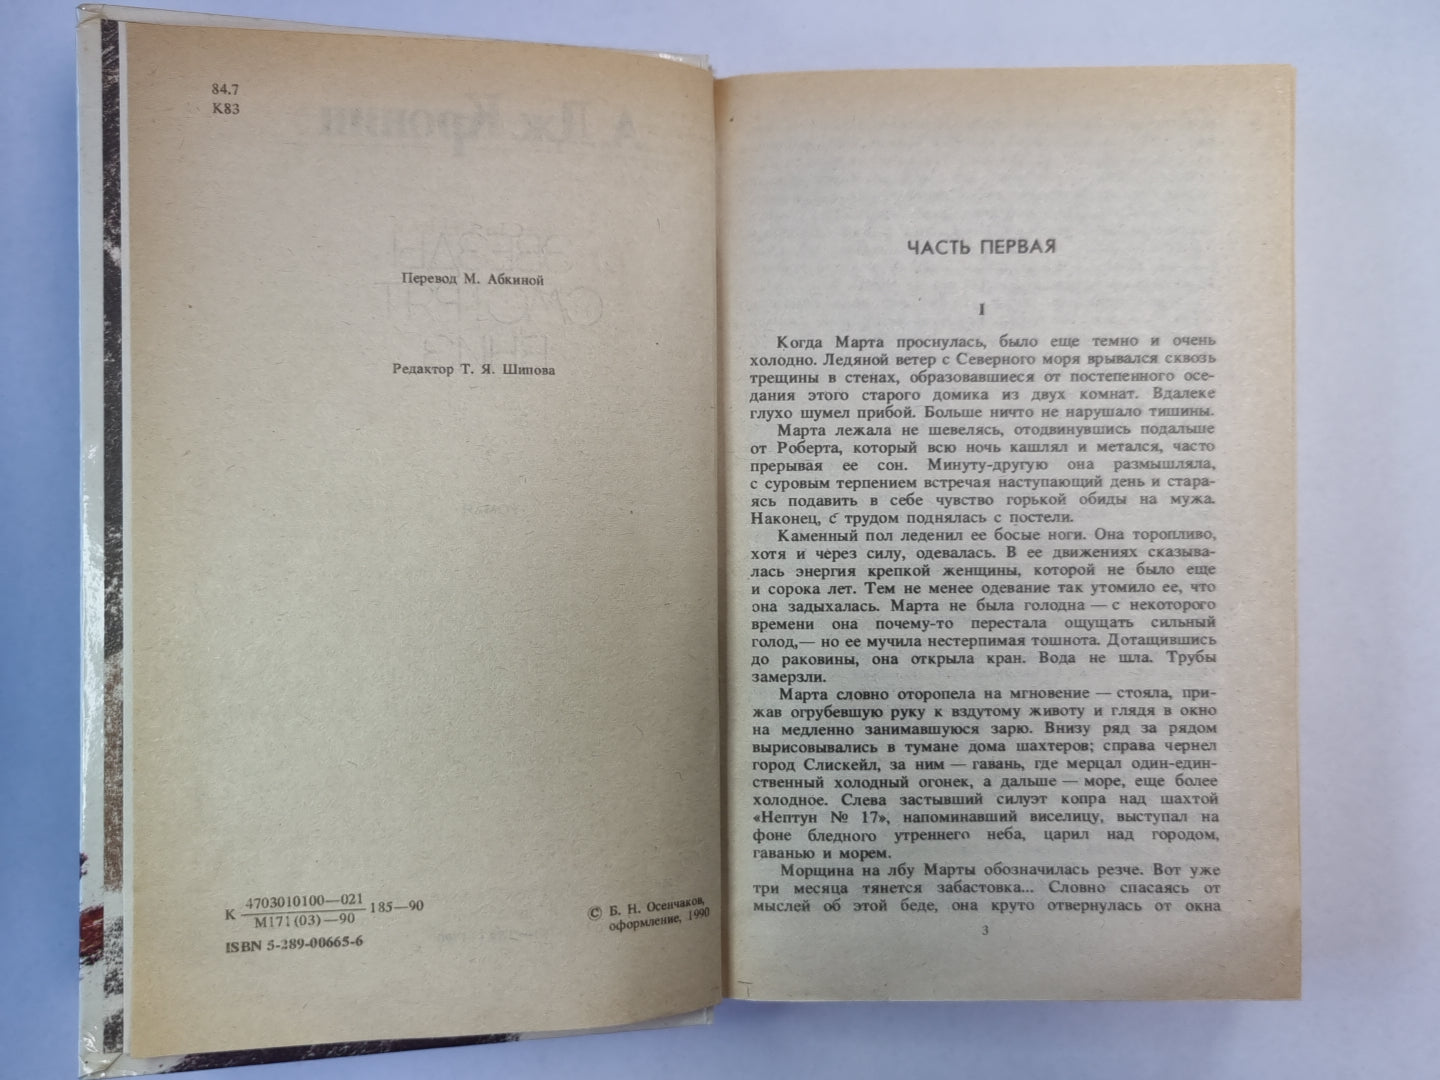 84.7
К83
Перевод М. Абкиной
Редактор Т. Я. Шипова
К 4703010100—021 185—90
М171(03)—90
ISBN 5-289-00665-6
© Б. Н. Осенчаков,
оформление, 1990
ЧАСТЬ ПЕРВАЯ
I
Когда Марта проснулась, было еще темно и очень
холодно. Ледяной ветер с Северного моря врывался сквозь
трещины в стенах, образовавшиеся от постепенного осе-
дания этого старого домика из двух комнат. Вдалеке
глухо шумел прибой. Больше ничто не нарушало тишины.
Марта лежала не шевелясь, отодвинувшись подальше
от Роберта, который всю ночь кашлял и метался, часто
прерывая ее сон. Минуту-другую она размышляла,
с суровым терпением встречая наступающий день и стара-
ясь подавить в себе чувство горькой обиды на мужа.
Наконец, с трудом поднялась с постели.
Каменный пол леденил ее босые ноги. Она торопливо,
хотя и через силу, одевалась. В ее движениях сказыва-
лась энергия крепкой женщины, которой не было еще
и сорока лет. Тем не менее одевание так утомило ее, что
она задыхалась. Марта не была голодна — с некоторого
времени она почему-то перестала ощущать сильный
голод,— но ее мучила нестерпимая тошнота. Дотащившись
до раковины, она открыла кран. Вода не шла. Трубы
замерзли.
Марта словно оторопела на мгновение — стояла, при-
жав огрубевшую руку к вздутому животу и глядя в окно
на медленно занимавшуюся зарю. Внизу ряд за рядом
вырисовывались в тумане дома шахтеров; справа чернел
город Слискейл, за ним — гавань, где мерцал один-един-
ственный холодный огонек, а дальше — море, еще более
холодное. Слева застывший силуэт копра над шахтой
«Нептун № 17», напоминавший виселицу, выступал на
фоне бледного утреннего неба, царил над городом,
гаванью и морем.
Морщина на лбу Марты обозначилась резче. Вот уже
три месяца тянется забастовка... Словно спасаясь от
мыслей об этой беде, она круто отвернулась от окна
3